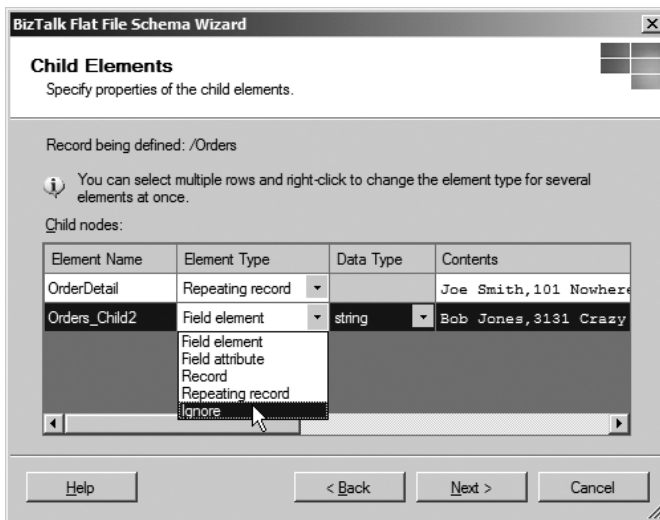 BizTalk Flat File Schema Wizard
Child Elements
Specify properties of the child elements.
Record being defined: /Orders
You can select multiple rows and right-click to change the element type for several
elements at once.
Child nodes:
Element Name Element Type Data Type Contents
OrderDetail Repeating record Joe Smith,101 Nowhere
Orders_Child2 Field element string Bob Jones,3131 Crazy
Field element
Field attribute
Record
Repeating record
Ignore
Help < Back Next > Cancel